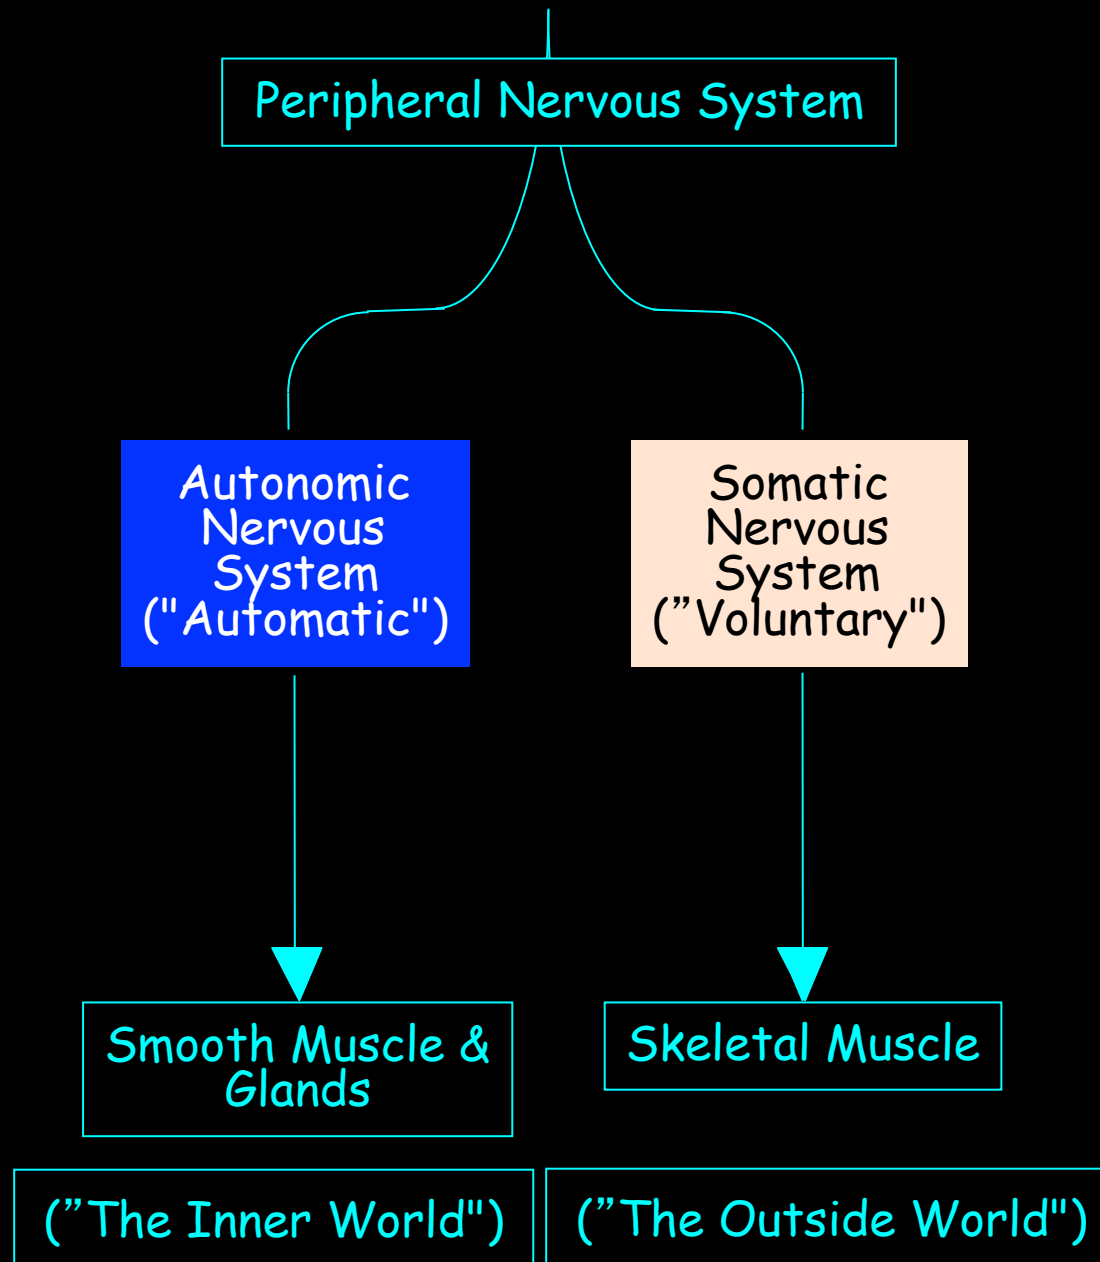 Peripheral Nervous System
Autonomic
Nervous
System
("Automatic")
Somatic
Nervous
System
(”Voluntary")
Smooth Muscle &
Glands
Skeletal Muscle
(”The Inner World")
(”The Outside World")